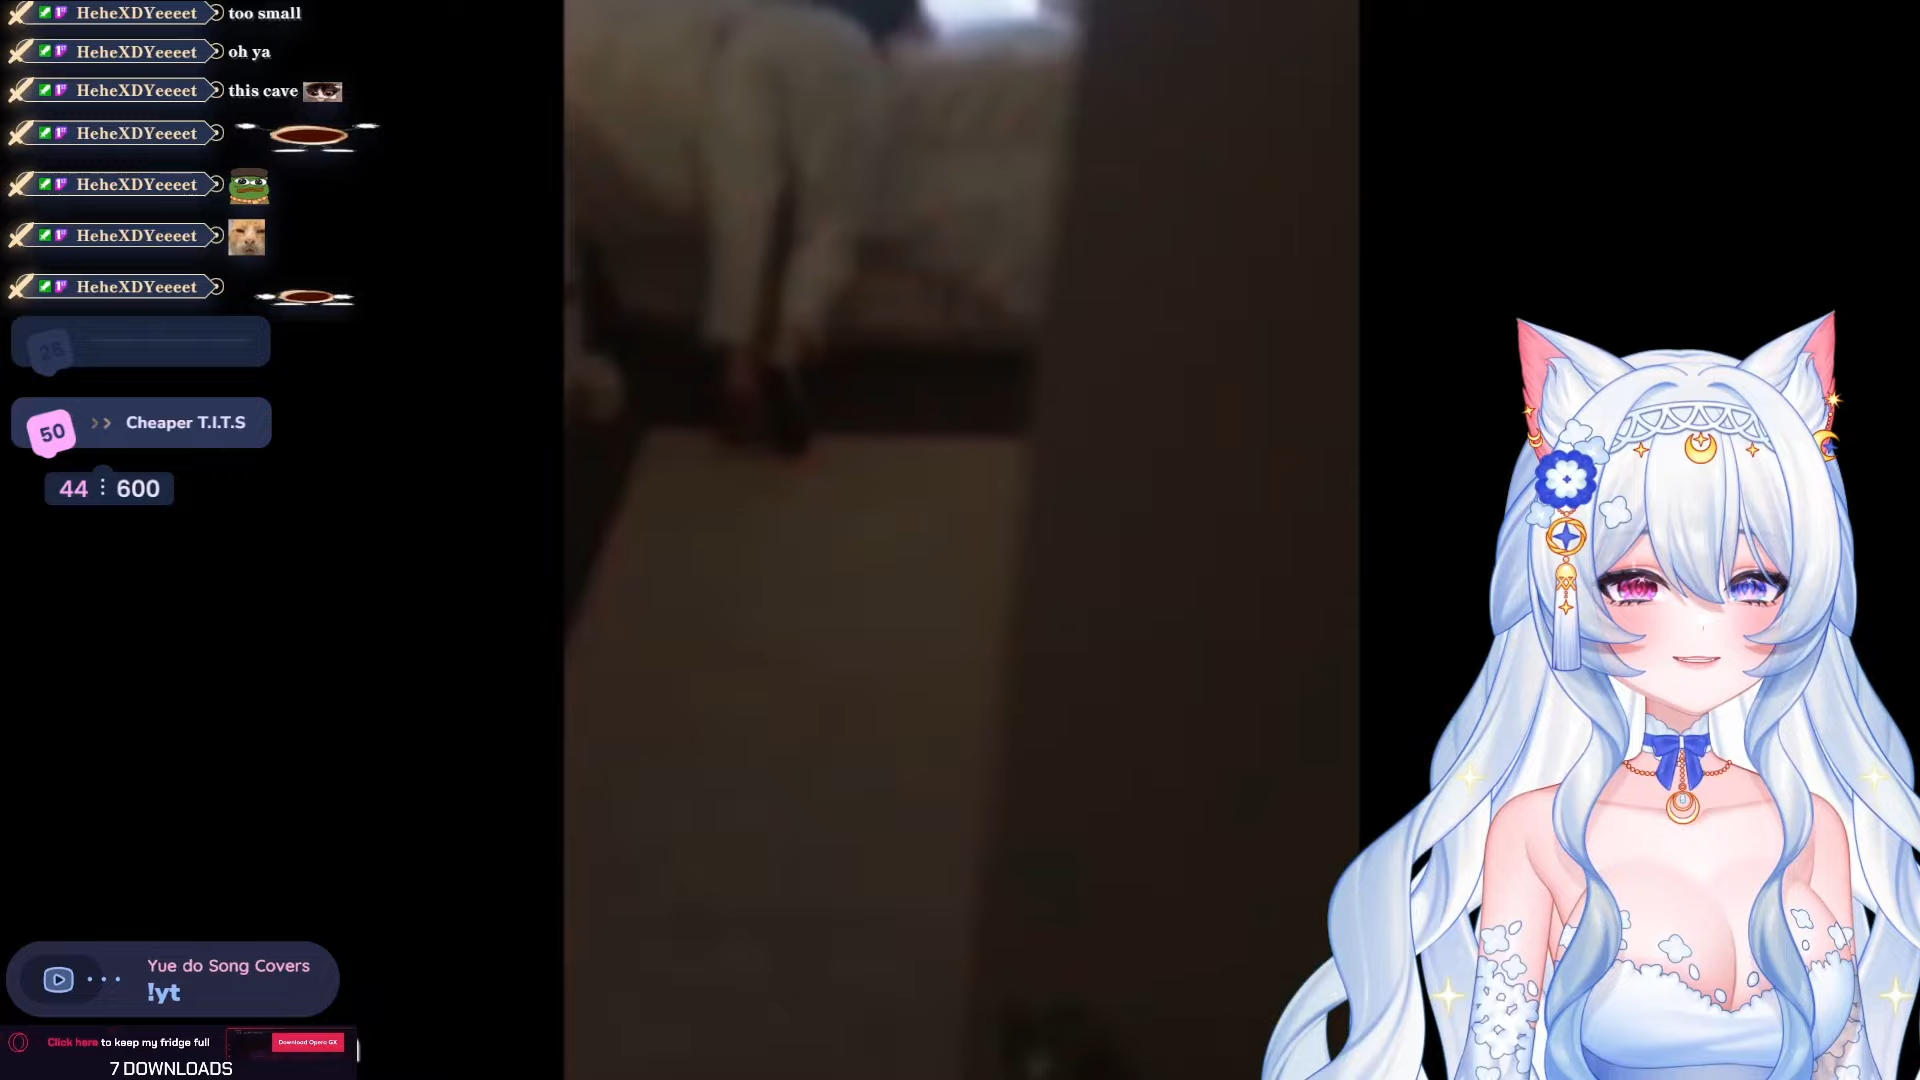 HeheXDYeeeet too small
HeheXDYeeeet oh ya
HeheXDYeeeet this cave
HeheXDYeeeet
HeheXDYeeeet
HeheXDYeeeet
HeheXDYeeeet
25
50 >> Cheaper T.I.T.S
44 : 600
Yue do Song Covers
!yt
Click here to keep my fridge full
Download Opera GX
7 DOWNLOADS